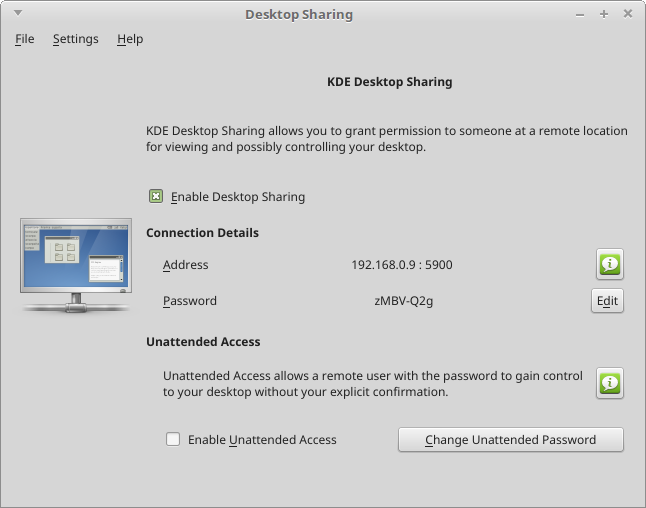 Desktop Sharing
File Settings Help
KDE Desktop Sharing
KDE Desktop Sharing allows you to grant permission to someone at a remote location
for viewing and possibly controlling your desktop.
Enable Desktop Sharing
Connection Details
Address 192.168.0.9 : 5900
Password zMBV-Q2g Edit
Unattended Access
Unattended Access allows a remote user with the password to gain control
to your desktop without your explicit confirmation.
Enable Unattended Access Change Unattended Password